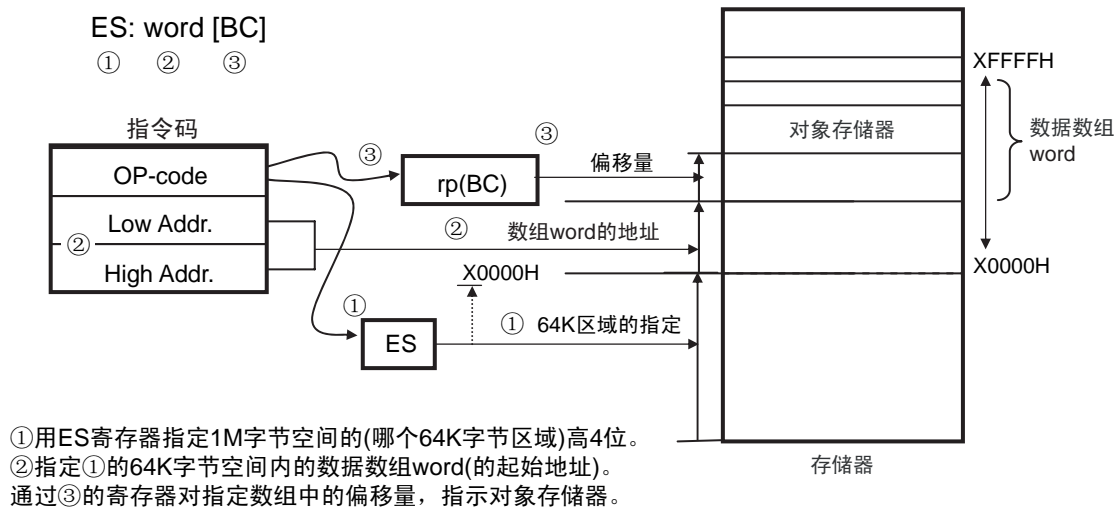 ES: word [BC]
① ② ③
指令码
OP-code
Low Addr.
②
High Addr.
③
rp(BC)
③
偏移量
②
数组word的地址
X0000H
①
ES
① 64K区域的指定
XFFFFH
对象存储器
数据数组
word
X0000H
存储器
①用ES寄存器指定1M字节空间的(哪个64K字节区域)高4位。
②指定①的64K字节空间内的数据数组word(的起始地址)。
通过③的寄存器对指定数组中的偏移量，指示对象存储器。